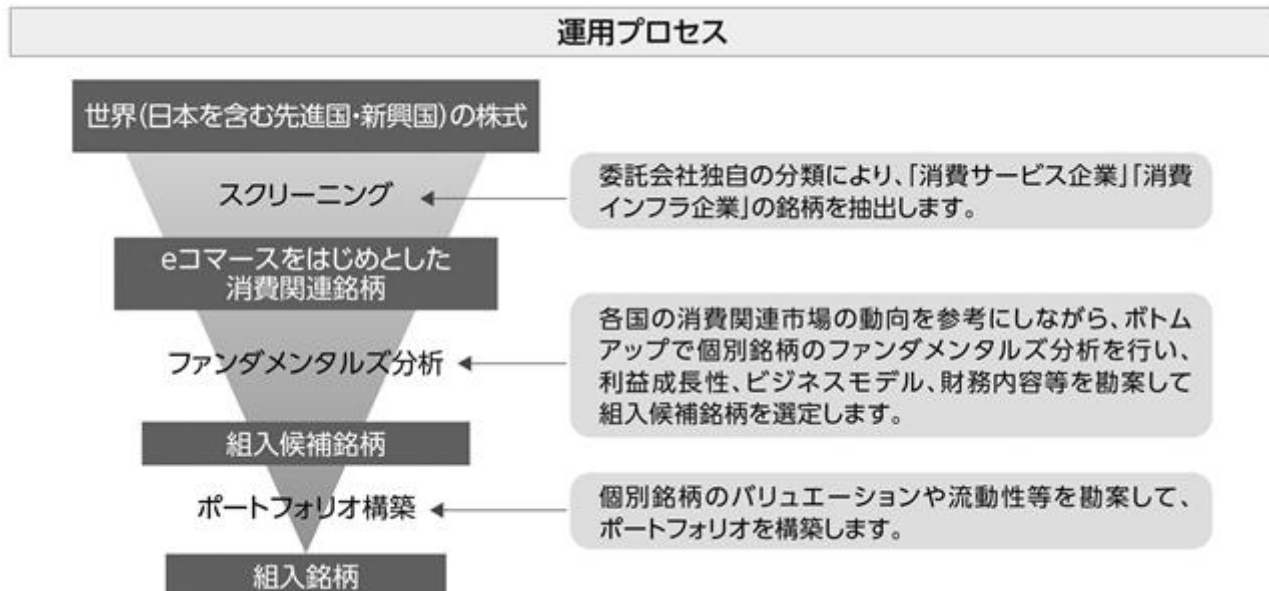 運用プロセス
世界(日本を含む先進国・新興国)の株式
スクリーニング
委託会社独自の分類により、「消費サービス企業」「消費
インフラ企業」の銘柄を抽出します。
eコマースをはじめとした
消費関連銘柄
ファンダメンタルズ分析
各国の消費関連市場の動向を参考にしながら、ボトム
アップで個別銘柄のファンダメンタルズ分析を行い、
利益成長性、ビジネスモデル、財務内容等を勘案して
組入候補銘柄を選定します。
組入候補銘柄
ポートフォリオ構築
個別銘柄のバリュエーションや流動性等を勘案して、
ポートフォリオを構築します。
組入銘柄